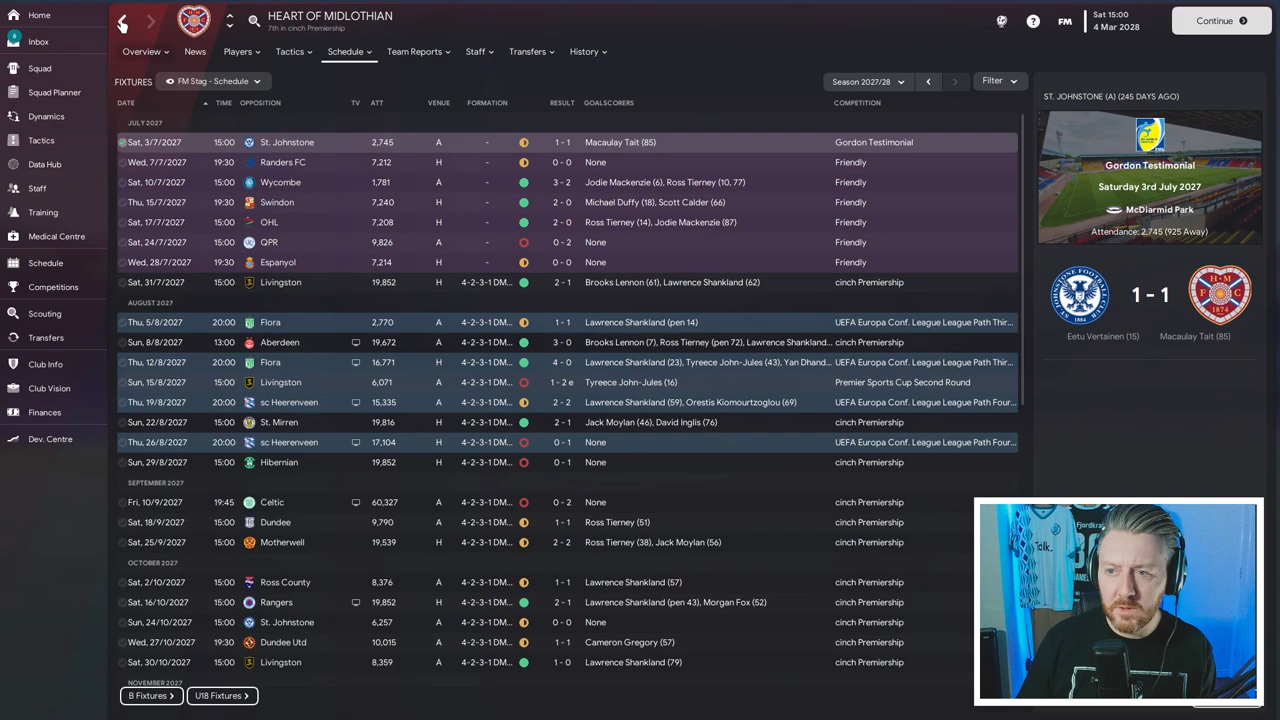 Home
6
Inbox
Squad
Squad Planner
Dynamics
Tactics
Data Hub
Staff
Training
Medical Centre
Schedule
Competitions
Scouting
Transfers
Club Info
Club Vision
Finances
Dev. Centre
HEART OF MIDLOTHIAN
7th in cinch Premiership
FM
Sat 15:00
4 Mar 2028
Continue
Overview News Players Tactics Schedule Team Reports Staff Transfers History
FIXTURES FM Stag - Schedule Season 2027/28 Filter
DATE TIME OPPOSITION TV ATT VENUE FORMATION RESULT GOALSCORERS COMPETITION
JULY 2027
Sat, 3/7/2027 15:00 St. Johnstone 2,745 A - 1 - 1 Macaulay Tait (85) Gordon Testimonial
Wed, 7/7/2027 19:30 Randers FC 7,212 H - 0 - 0 None Friendly
Sat, 10/7/2027 15:00 Wycombe 1,781 A - 3 - 2 Jodie Mackenzie (6), Ross Tierney (10, 77) Friendly
Thu, 15/7/2027 19:30 Swindon 7,240 H - 2 - 0 Michael Duffy (18), Scott Calder (66) Friendly
Sat, 17/7/2027 15:00 OHL 7,208 H - 2 - 0 Ross Tierney (14), Jodie Mackenzie (87) Friendly
Sat, 24/7/2027 15:00 QPR 9,826 A - 0 - 2 None Friendly
Wed, 28/7/2027 19:30 Espanyol 7,214 H - 0 - 0 None Friendly
Sat, 31/7/2027 15:00 Livingston H 4-2-3-1 DM... 2 - 1 Brooks Lennon (61), Lawrence Shankland (62) cinch Premiership
AUGUST 2027
Thu, 5/8/2027 20:00 Flora A 4-2-3-1 DM... 1 - 1 Lawrence Shankland (pen 14) UEFA Europa Conf. League League Path Thir...
Sun, 8/8/2027 13:00 Aberdeen A 4-2-3-1 DM... 3 - 0 Brooks Lennon (7), Ross Tierney (pen 72), Lawrence Shankland... cinch Premiership
Thu, 12/8/2027 20:00 Flora 16,771 H 4-2-3-1 DM... 4 - 0 Lawrence Shankland (23), Tyreece John-Jules (43), Yan Dhand... UEFA Europa Conf. League League Path Thir...
Sun, 15/8/2027 15:00 Livingston 6,071 A 4-2-3-1 DM... 1 - 2 e Tyreece John-Jules (16) Premier Sports Cup Second Round
Thu, 19/8/2027 20:00 sc Heerenveen 15,335 A 4-2-3-1 DM... 2 - 2 Lawrence Shankland (59), Orestis Kiomourtzoglou (69) UEFA Europa Conf. League League Path Four...
Sun, 22/8/2027 15:00 St. Mirren 19,816 H 4-2-3-1 DM... 2 - 1 Jack Moylan (46), David Inglis (75) cinch Premiership
Thu, 26/8/2027 20:00 sc Heerenveen 17,104 H 4-2-3-1 DM... 0 - 1 None UEFA Europa Conf. League League Path Four...
Sun, 29/8/2027 15:00 Hibernian 19,852 H 4-2-3-1 DM... 0 - 1 None cinch Premiership
SEPTEMBER 2027
Fri, 10/9/2027 19:45 Celtic 60,327 A 4-2-3-1 DM... 0 - 2 None cinch Premiership
Sat, 18/9/2027 15:00 Dundee 9,790 A 4-2-3-1 DM... 1 - 1 Ross Tierney (51) cinch Premiership
Sat, 25/9/2027 15:00 Motherwell 19,539 H 4-2-3-1 DM... 2 - 2 Ross Tierney (38), Jack Moylan (56) cinch Premiership
OCTOBER 2027
Sat, 2/10/2027 15:00 Ross County 8,376 A 4-2-3-1 DM... 1 - 1 Lawrence Shankland (57) cinch Premiership
Sat, 16/10/2027 15:00 Rangers 19,852 H 4-2-3-1 DM... 2 - 1 Lawrence Shankland (pen 43), Morgan Fox (52) cinch Premiership
Sun, 24/10/2027 15:00 St. Johnstone 6,257 A 4-2-3-1 DM... 0 - 0 None cinch Premiership
Wed, 27/10/2027 19:30 Dundee Utd 10,015 A 4-2-3-1 DM... 1 - 1 Cameron Gregory (57) cinch Premiership
Sat, 30/10/2027 15:00 Livingston 8,359 A 4-2-3-1 DM... 1 - 0 Lawrence Shankland (79) cinch Premiership
NOVEMBER 2027
B Fixtures U18 Fixtures
ST. JOHNSTONE (A) (245 DAYS AGO)
Gordon Testimonial
Saturday 3rd July 2027
McDiarmid Park
Attendance: 2,745 (925 Away)
1 - 1
Eetu Vertainen (15) Macaulay Tait (85)
Fjordkra
Talk.